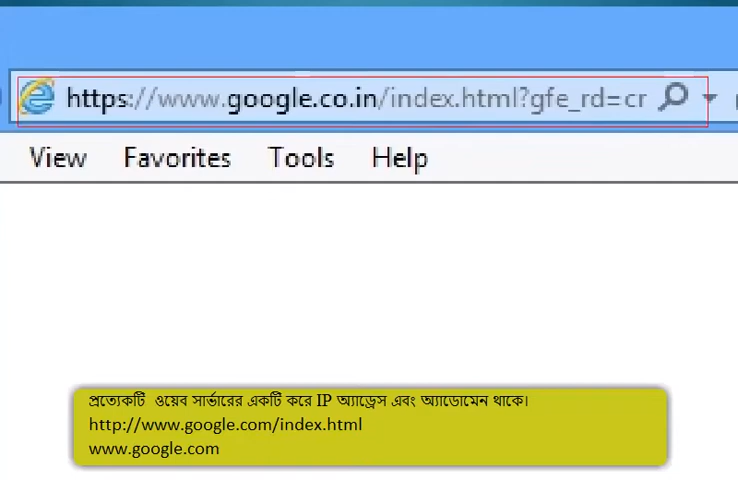 https://www.google.co.in/index.html?gfe_rd=cr
View Favorites Tools Help
প্রত্যেকটি ওয়েব সার্ভারের একটি করে IP অ্যাড্রেস এবং অ্যাডোমেন থাকে।
http://www.google.com/index.html
www.google.com